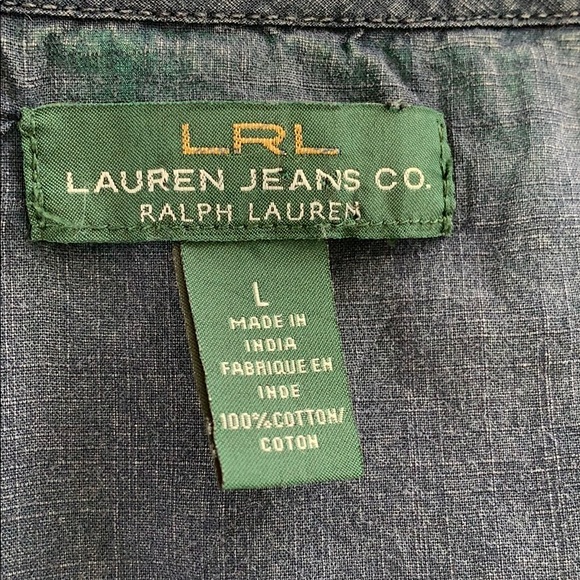 LRL
LAUREN JEANS CO.
RALPH LAUREN
L
MADE IN
INDIA
FABRIQUE EN
INDE
100% COTTON/
COTON